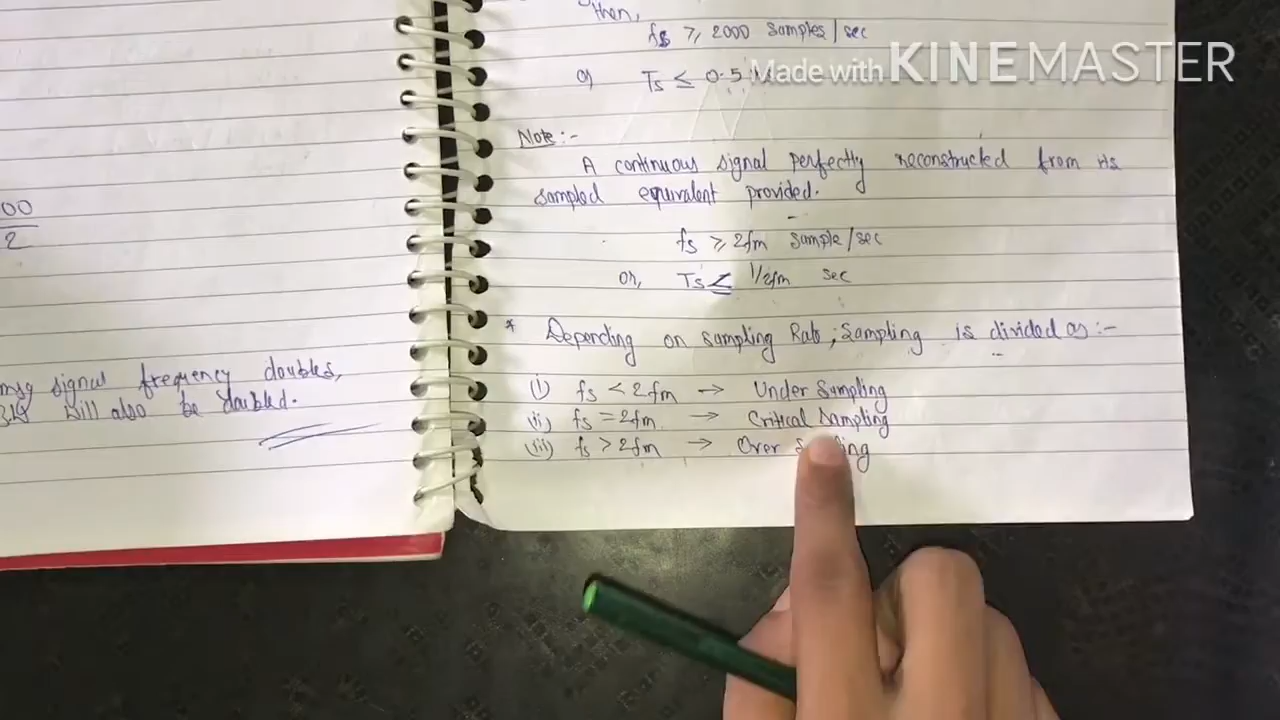 00
2
msg signal frequency doubles,
will also be doubled.
then,
fs ≥ 2000 Samples/sec
or Ts ≤ 0.5 M
Made with KINEMASTER
Note:-
A continuous signal perfectly reconstructed from its
sampled equivalent provided.
fs ≥ 2fm Sample/sec
or, Ts ≤ 1/2fm sec
* Depending on sampling Rate, Sampling is divided as:-
(i) fs < 2fm → Under Sampling
(ii) fs = 2fm → Critical Sampling
(iii) fs > 2fm → Over